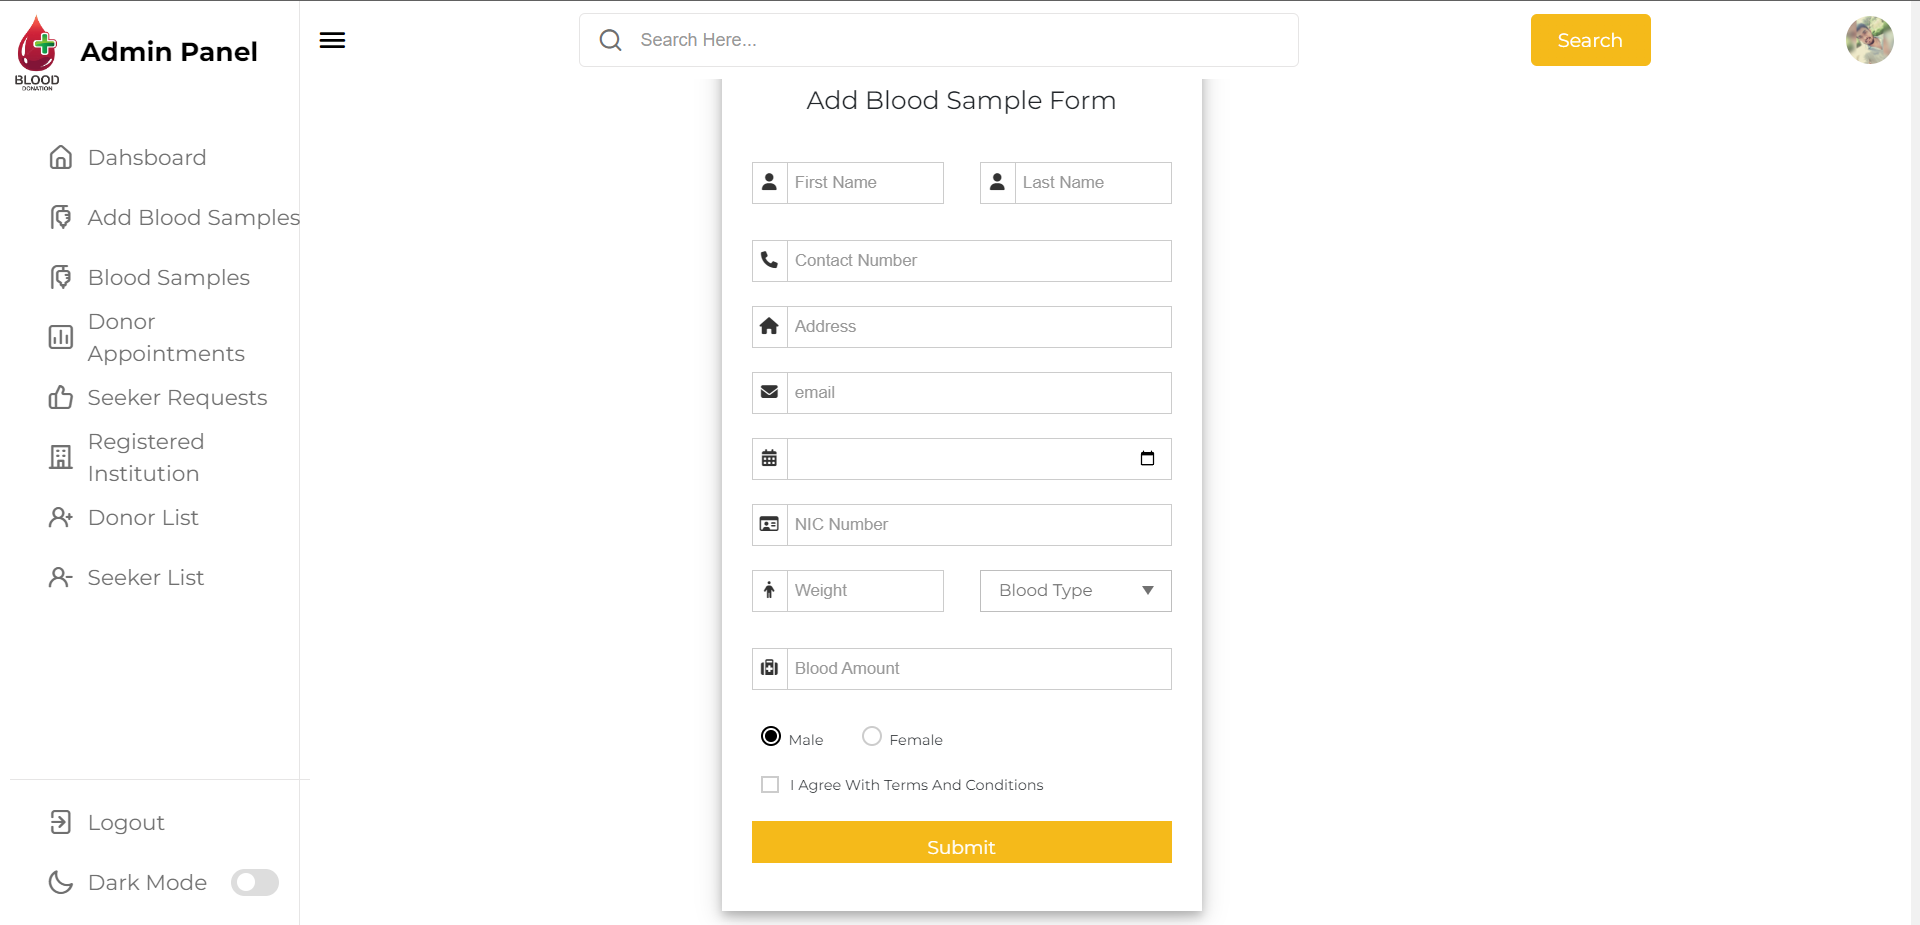 BLOOD
DONATION
Admin Panel
Search Here...
Search
Dahsboard
Add Blood Samples
Blood Samples
Donor
Appointments
Seeker Requests
Registered
Institution
Donor List
Seeker List
Logout
Dark Mode
Add Blood Sample Form
First Name
Last Name
Contact Number
Address
email
NIC Number
Weight
Blood Type
Blood Amount
Male
Female
I Agree With Terms And Conditions
Submit